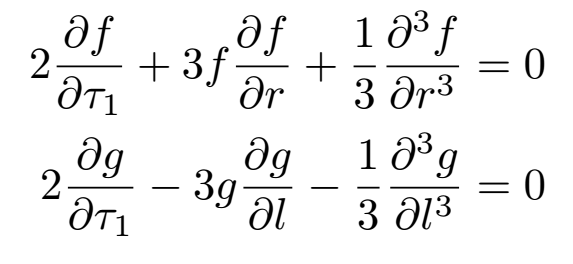 2 ∂f/∂τ₁ + 3f ∂f/∂r + 1/3 ∂³f/∂r³ = 0
2 ∂g/∂τ₁ − 3g ∂g/∂l − 1/3 ∂³g/∂l³ = 0